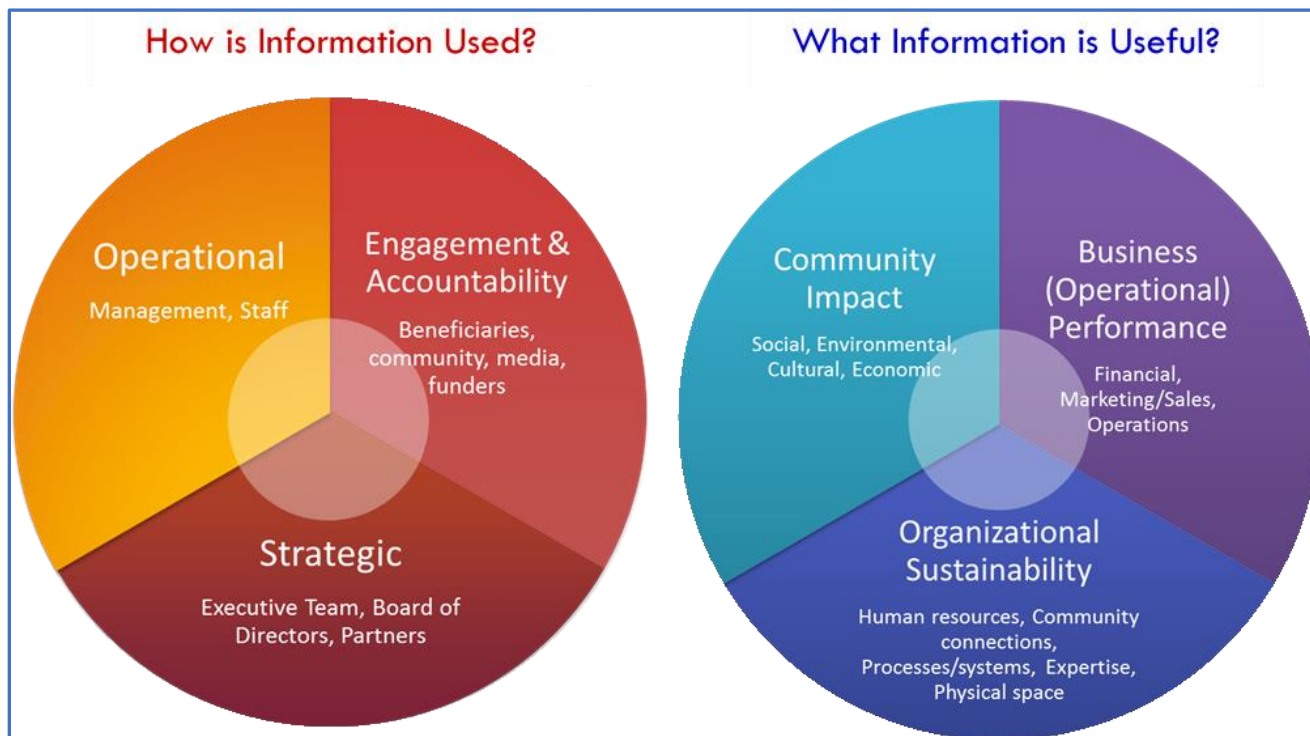 How is Information Used?
Operational
Management, Staff
Engagement &
Accountability
Beneficiaries,
community, media,
funders
Strategic
Executive Team, Board of
Directors, Partners
What Information is Useful?
Community
Impact
Social, Environmental,
Cultural, Economic
Business
(Operational)
Performance
Financial,
Marketing/Sales,
Operations
Organizational
Sustainability
Human resources, Community
connections,
Processes/systems, Expertise,
Physical space